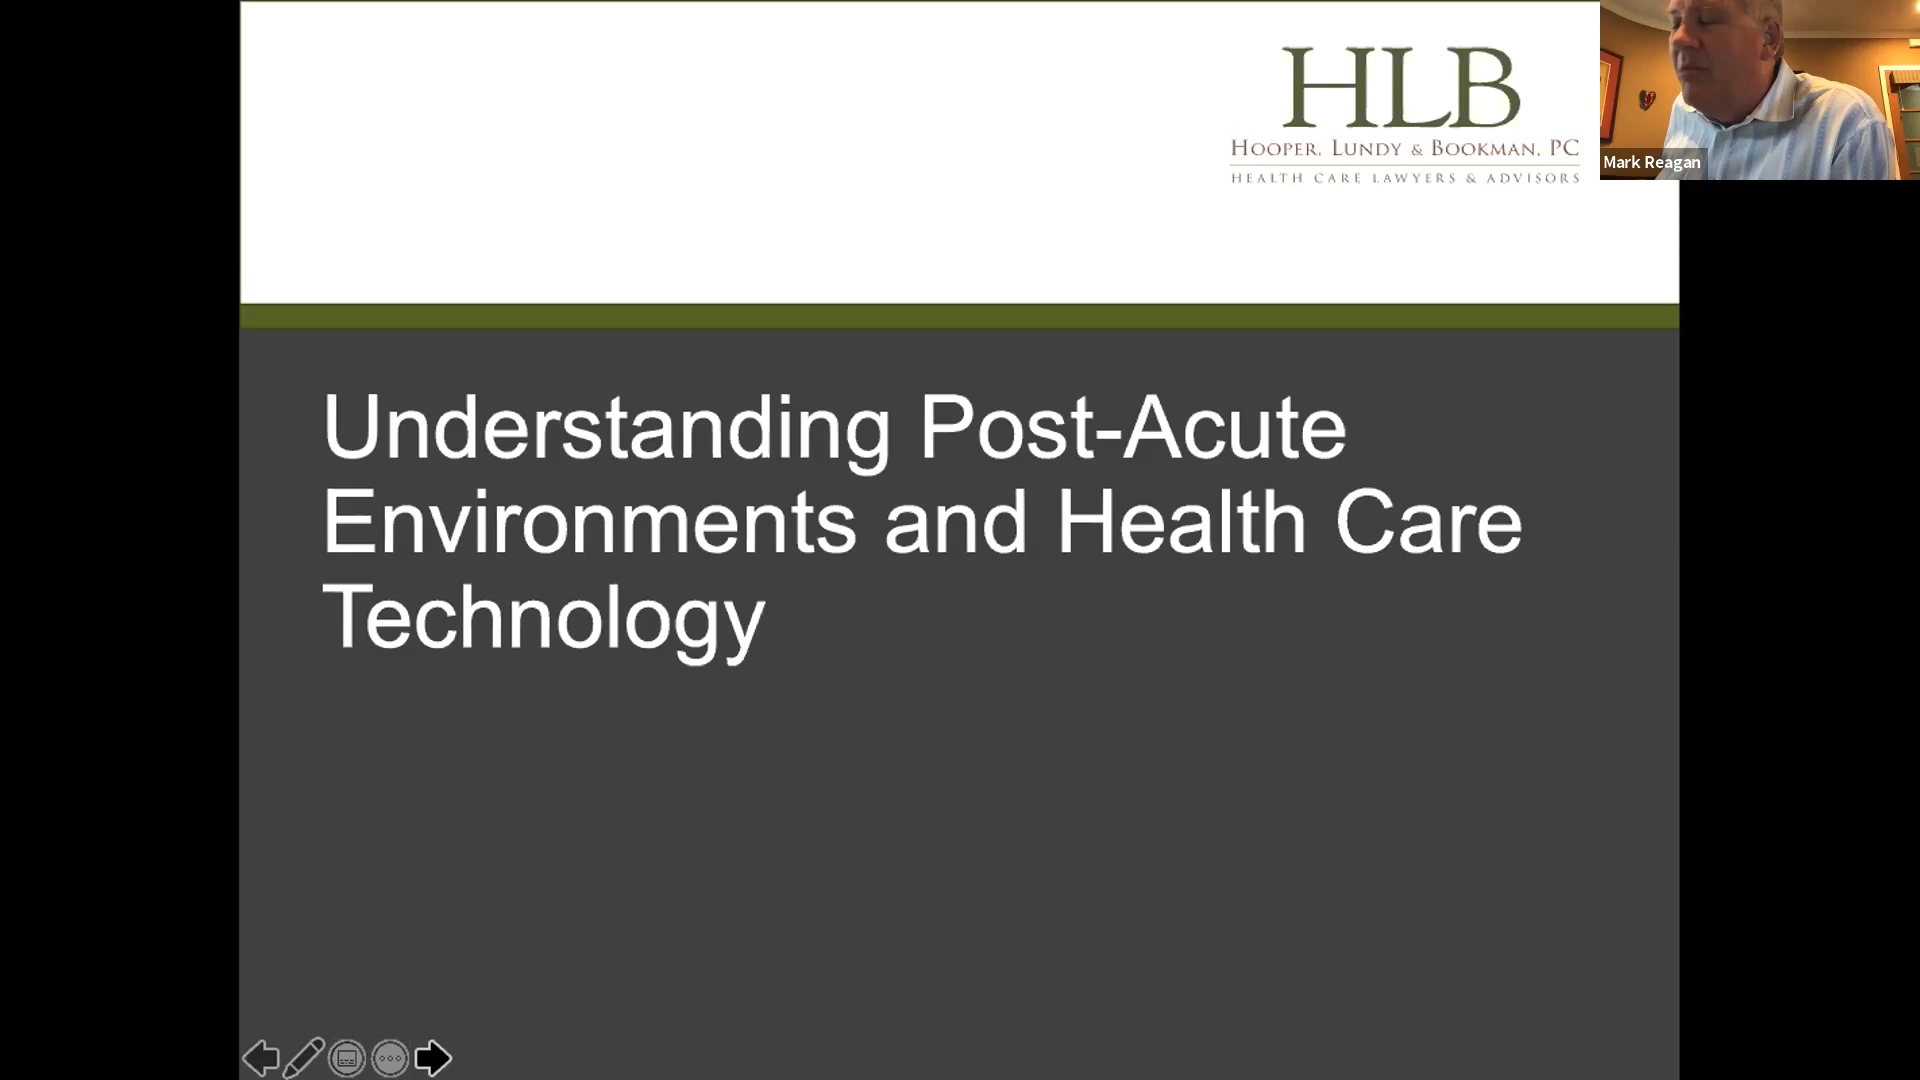 HLB
HOOPER, LUNDY & BOOKMAN, PC
HEALTH CARE LAWYERS & ADVISORS
Mark Reagan
Understanding Post-Acute
Environments and Health Care
Technology